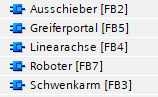 Ausschieber [FB2]
Greiferportal [FB5]
Linearachse [FB4]
Roboter [FB7]
Schwenkarm [FB3]